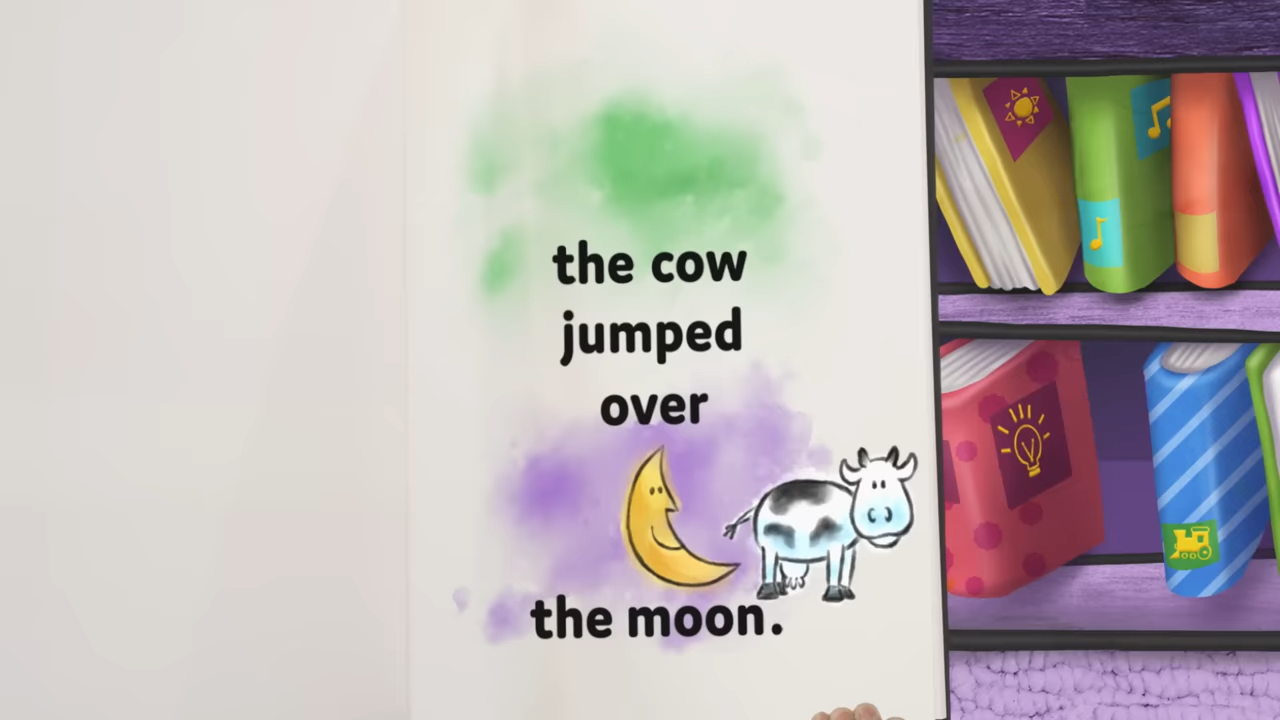 the cow
jumped
over
the moon.